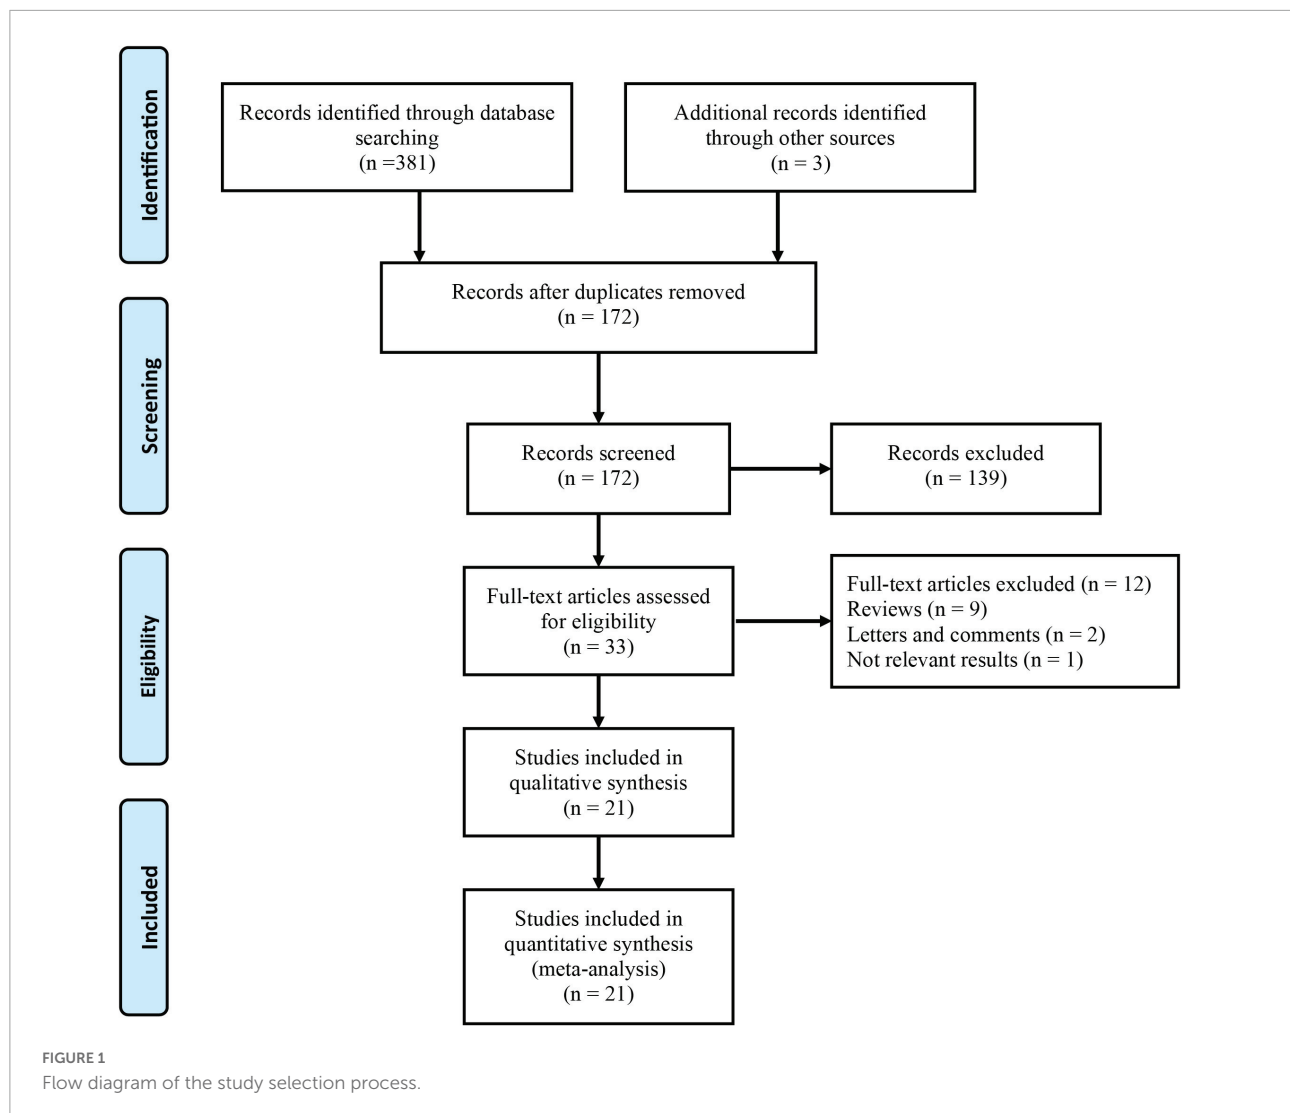 Identification
Records identified through database
searching
(n =381)
Additional records identified
through other sources
(n = 3)
Records after duplicates removed
(n = 172)
Screening
Records screened
(n = 172)
Records excluded
(n = 139)
Eligibility
Full-text articles assessed
for eligibility
(n = 33)
Full-text articles excluded (n = 12)
Reviews (n = 9)
Letters and comments (n = 2)
Not relevant results (n = 1)
Studies included in
qualitative synthesis
(n = 21)
Included
Studies included in
quantitative synthesis
(meta-analysis)
(n = 21)
FIGURE 1
Flow diagram of the study selection process.